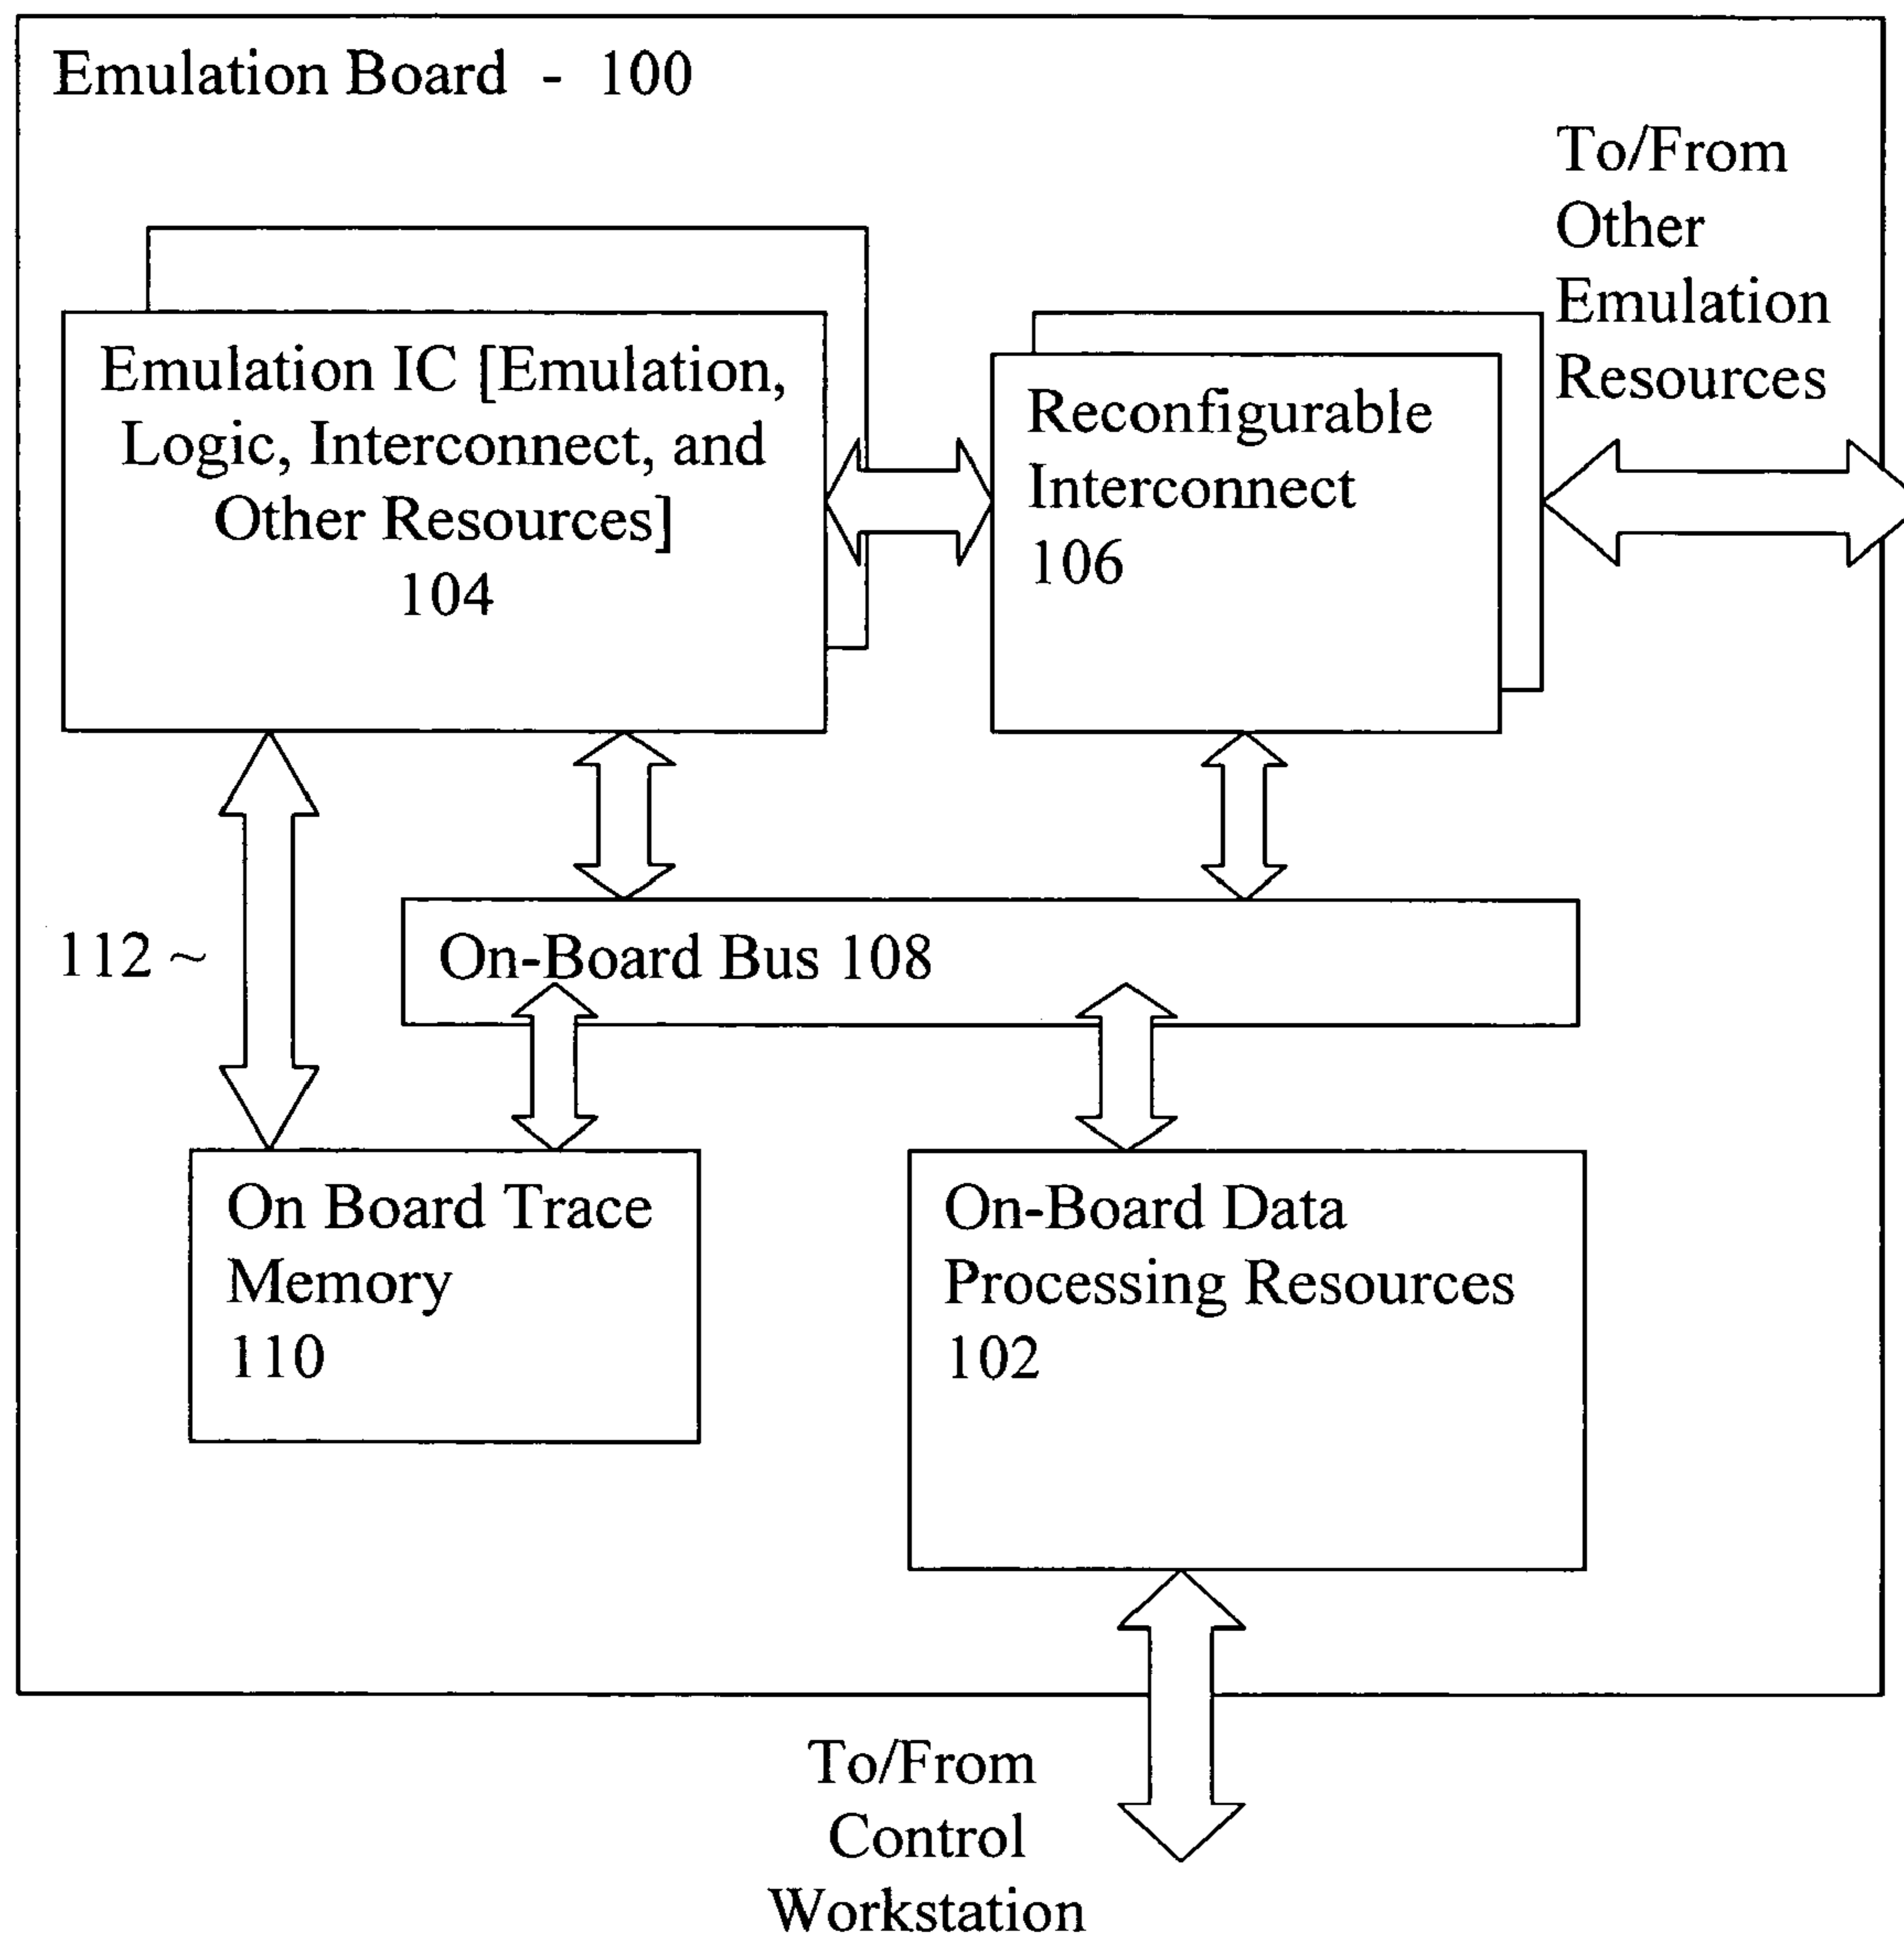 Emulation Board - 100
To/From
Other
Emulation
Resources
Emulation IC [Emulation,
Logic, Interconnect, and
Other Resources]
104
Reconfigurable
Interconnect
106
112 ~
On-Board Bus 108
On Board Trace
Memory
110
On-Board Data
Processing Resources
102
To/From
Control
Workstation